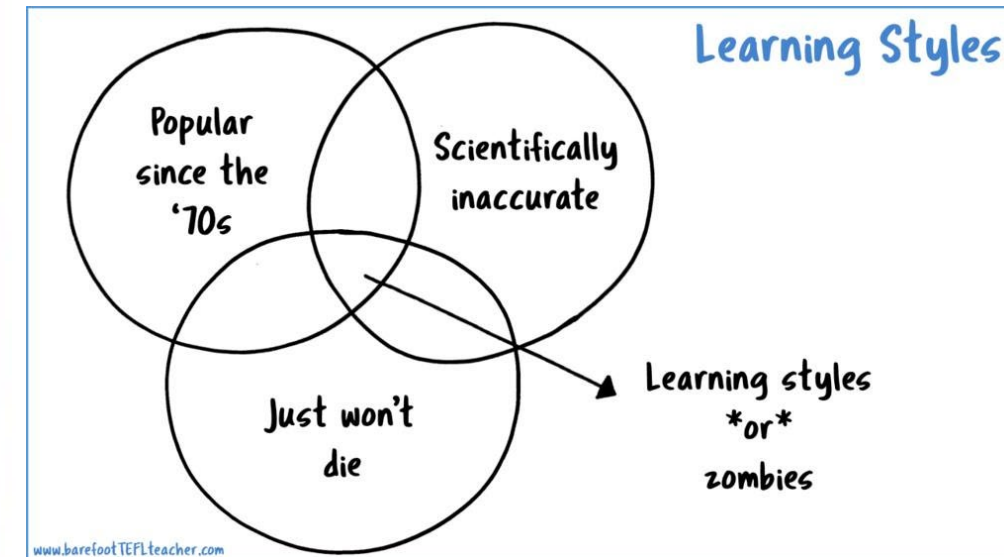 Learning Styles
Popular
since the
‘70s
Scientifically
inaccurate
Just won't
die
Learning styles
*or*
zombies
www.barefootTEFLteacher.com